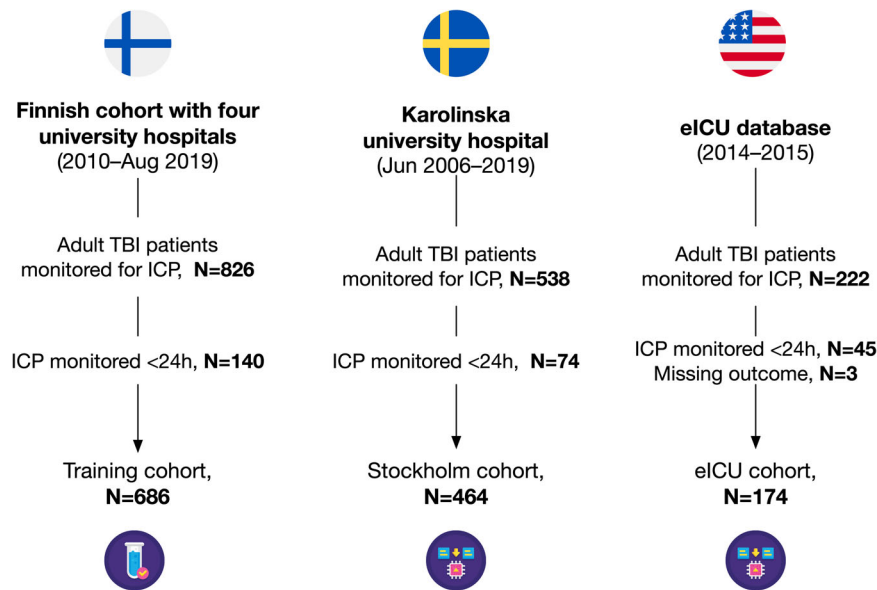 Finnish cohort with four
university hospitals
(2010–Aug 2019)
Adult TBI patients
monitored for ICP, N=826
ICP monitored <24h, N=140
Training cohort,
N=686
Karolinska
university hospital
(Jun 2006–2019)
Adult TBI patients
monitored for ICP, N=538
ICP monitored <24h, N=74
Stockholm cohort,
N=464
eICU database
(2014–2015)
Adult TBI patients
monitored for ICP, N=222
ICP monitored <24h, N=45
Missing outcome, N=3
eICU cohort,
N=174